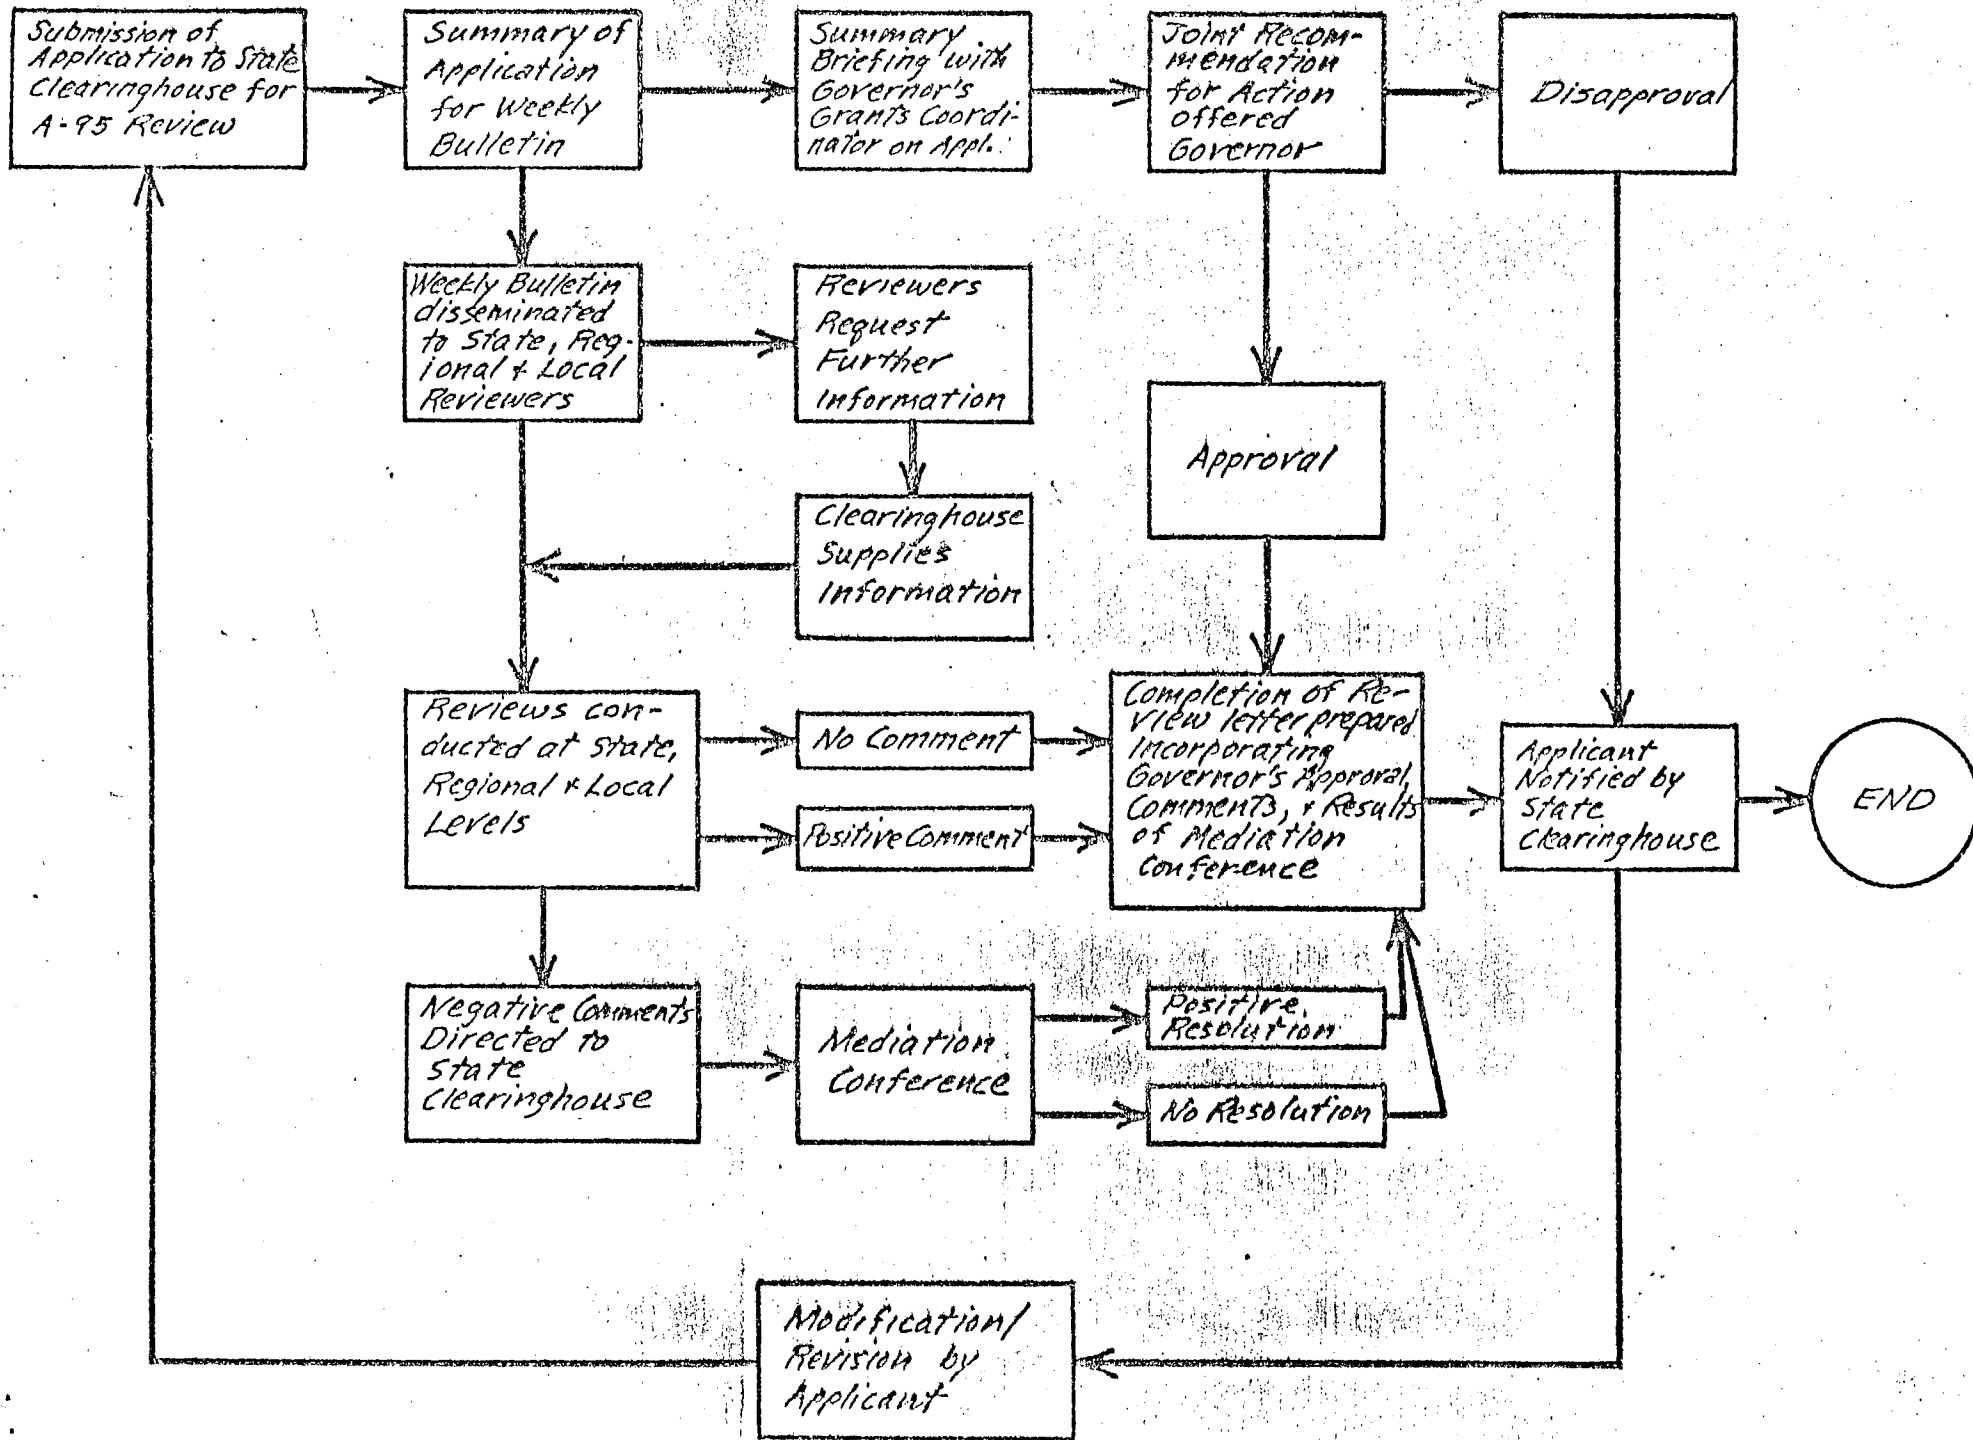 Submission of
Application to State
Clearinghouse for
A-95 Review
Summary of
Application
for Weekly
Bulletin
Summary
Briefing with
Governor's
Grants Coordi-
nator on Appl.
Joint Recom-
mendation
for Action
offered
Governor
Disapproval
Weekly Bulletin
disseminated
to State, Reg-
ional & Local
Reviewers
Reviewers
Request
Further
Information
Approval
Clearinghouse
Supplies
Information
Reviews con-
ducted at State,
Regional & Local
Levels
No Comment
Positive Comment
Completion of Re-
view letter prepared
Incorporating
Governor's Approval,
Comments, & Results
of Mediation
Conference
Applicant
Notified by
State
Clearinghouse
END
Negative Comments
Directed to
State
Clearinghouse
Mediation
Conference
Positive
Resolution
No Resolution
Modification/
Revision by
Applicant